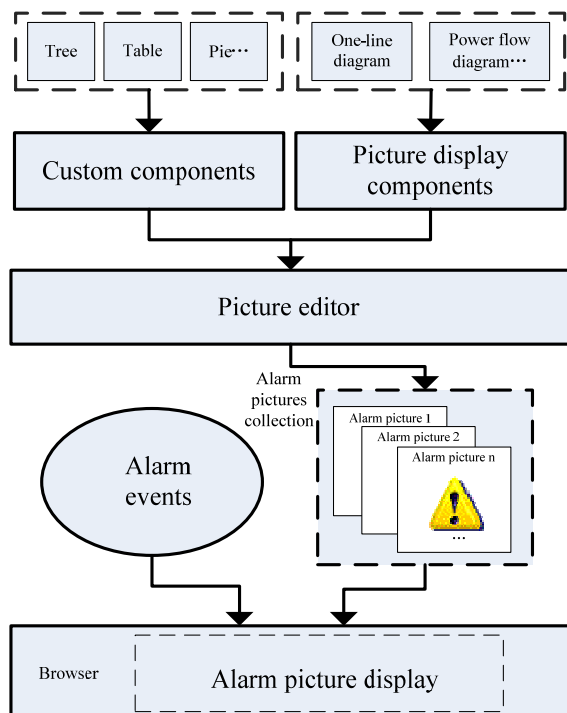 Tree
Table
Pie···
One-line
diagram
Power flow
diagram···
Custom components
Picture display
components
Picture editor
Alarm
pictures
collection
Alarm picture 1
Alarm picture 2
Alarm picture n
...
Alarm
events
Browser
Alarm picture display